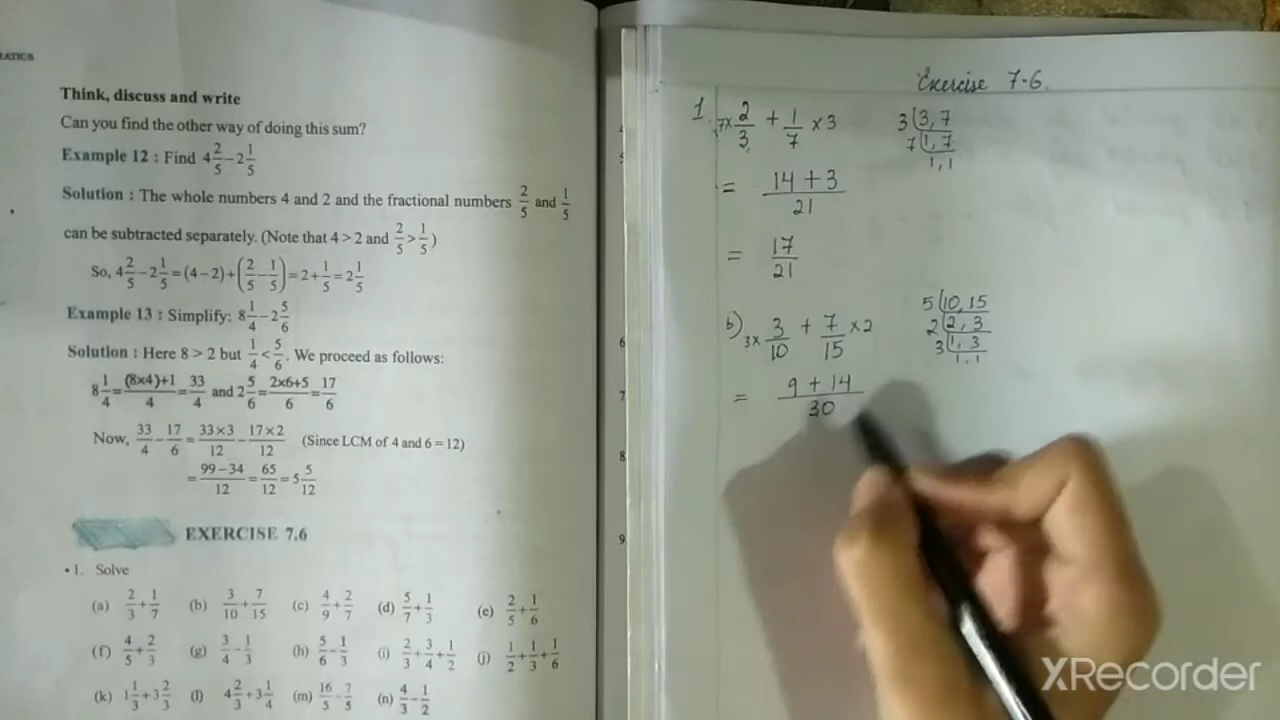 Think, discuss and write
Can you find the other way of doing this sum?
Example 12 : Find 4 2/5 − 2 1/5
Solution : The whole numbers 4 and 2 and the fractional numbers 2/5 and 1/5
can be subtracted separately. (Note that 4 > 2 and 2/5 > 1/5)
So, 4 2/5 − 2 1/5 = (4 − 2) + (2/5 − 1/5) = 2 + 1/5 = 2 1/5
Example 13 : Simplify: 8 1/4 − 2 5/6
Solution : Here 8 > 2 but 1/4 < 5/6. We proceed as follows:
8 1/4 = (8×4)+1/4 = 33/4 and 2 5/6 = 2×6+5/6 = 17/6
Now, 33/4 − 17/6 = 33×3/12 − 17×2/12 (Since LCM of 4 and 6 = 12)
= 99−34/12 = 65/12 = 5 5/12
EXERCISE 7.6
• 1. Solve
(a) 2/3 + 1/7 (b) 3/10 + 7/15 (c) 4/9 + 2/7 (d) 5/7 + 1/3 (e) 2/5 + 1/6
(f) 4/5 + 2/3 (g) 3/4 − 1/3 (h) 5/6 − 1/3 (i) 2/3 + 3/4 + 1/2 (j) 1/2 + 1/3 + 1/6
(k) 1 1/3 + 3 2/3 (l) 4 2/3 + 3 1/4 (m) 16/5 − 7/5 (n) 4/3 − 1/2
6
7
8
9
Exercise 7-6.
1. 7× 2/3 + 1/7 ×3
3 3, 7
7 1, 7
1, 1
= 14 + 3/21
= 17/21
b) 3× 3/10 + 7/15 ×2
5 10, 15
2 2, 3
3 1, 3
1, 1
= 9 + 14/30
XRecorder